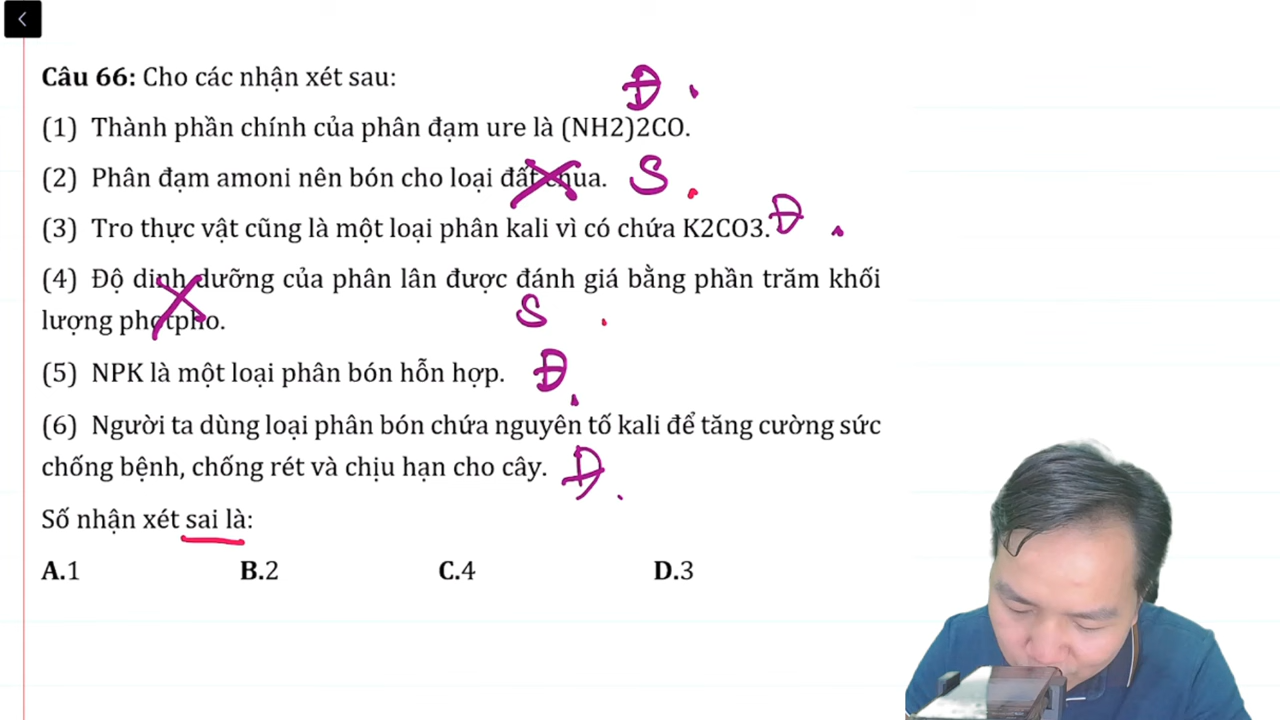 Câu 66: Cho các nhận xét sau:
Đ
(1) Thành phần chính của phân đạm ure là (NH2)2CO.
(2) Phân đạm amoni nên bón cho loại đất chua. S
(3) Tro thực vật cũng là một loại phân kali vì có chứa K2CO3. Đ
(4) Độ dinh dưỡng của phân lân được đánh giá bằng phần trăm khối
lượng photpho. S
(5) NPK là một loại phân bón hỗn hợp. Đ
(6) Người ta dùng loại phân bón chứa nguyên tố kali để tăng cường sức
chống bệnh, chống rét và chịu hạn cho cây. Đ
Số nhận xét sai là:
A.1 B.2 C.4 D.3